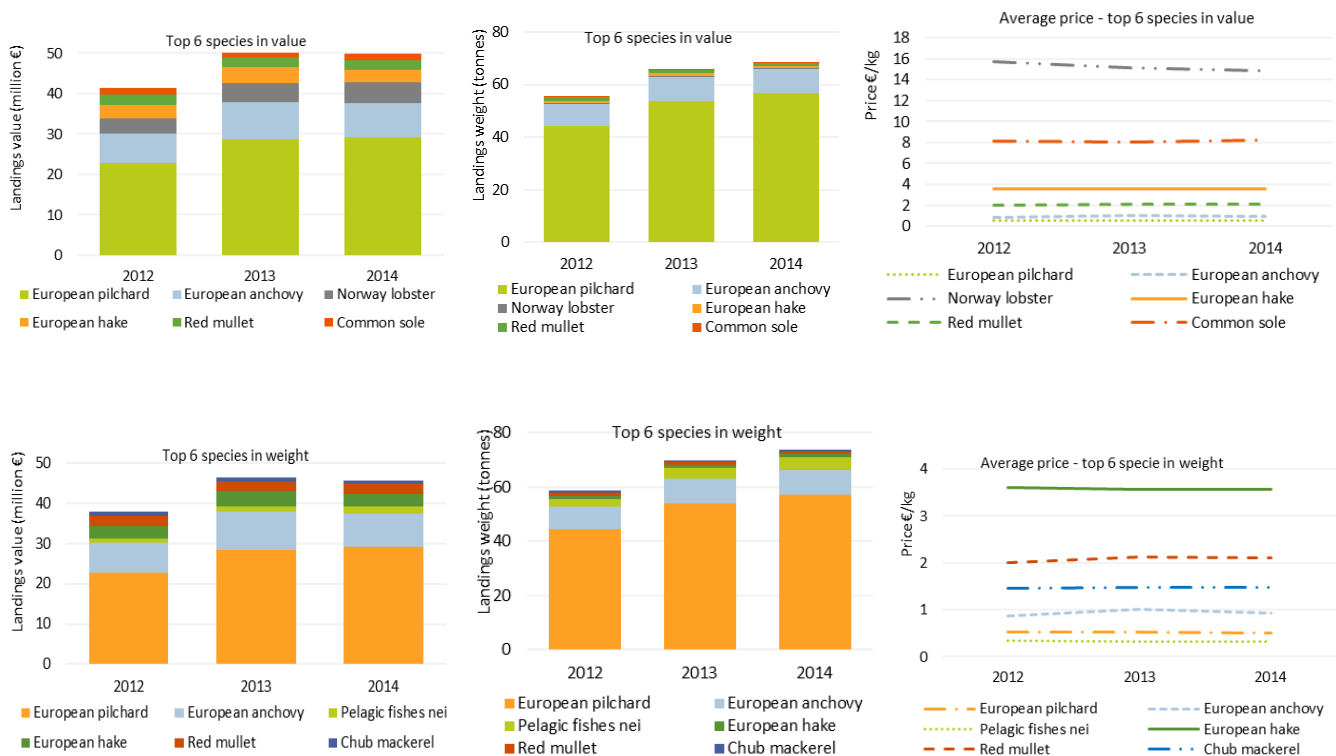 Top 6 species in value
Landings value (million €)
50
40
30
20
10
0
2012 2013 2014
European pilchard European anchovy Norway lobster
European hake Red mullet Common sole
Top 6 species in value
Landings weight (tonnes)
80
60
40
20
0
2012 2013 2014
European pilchard European anchovy
Norway lobster European hake
Red mullet Common sole
Average price - top 6 species in value
Price €/kg
18
16
14
12
10
8
6
4
2
0
2012 2013 2014
European pilchard European anchovy
Norway lobster European hake
Red mullet Common sole
Top 6 species in weight
Landings value (million €)
50
40
30
20
10
0
2012 2013 2014
European pilchard European anchovy Pelagic fishes nei
European hake Red mullet Chub mackerel
Top 6 species in weight
Landings weight (tonnes)
80
60
40
20
0
2012 2013 2014
European pilchard European anchovy
Pelagic fishes nei European hake
Red mullet Chub mackerel
Average price - top 6 specie in weight
Price €/kg
4
3
2
1
0
2012 2013 2014
European pilchard European anchovy
Pelagic fishes nei European hake
Red mullet Chub mackerel